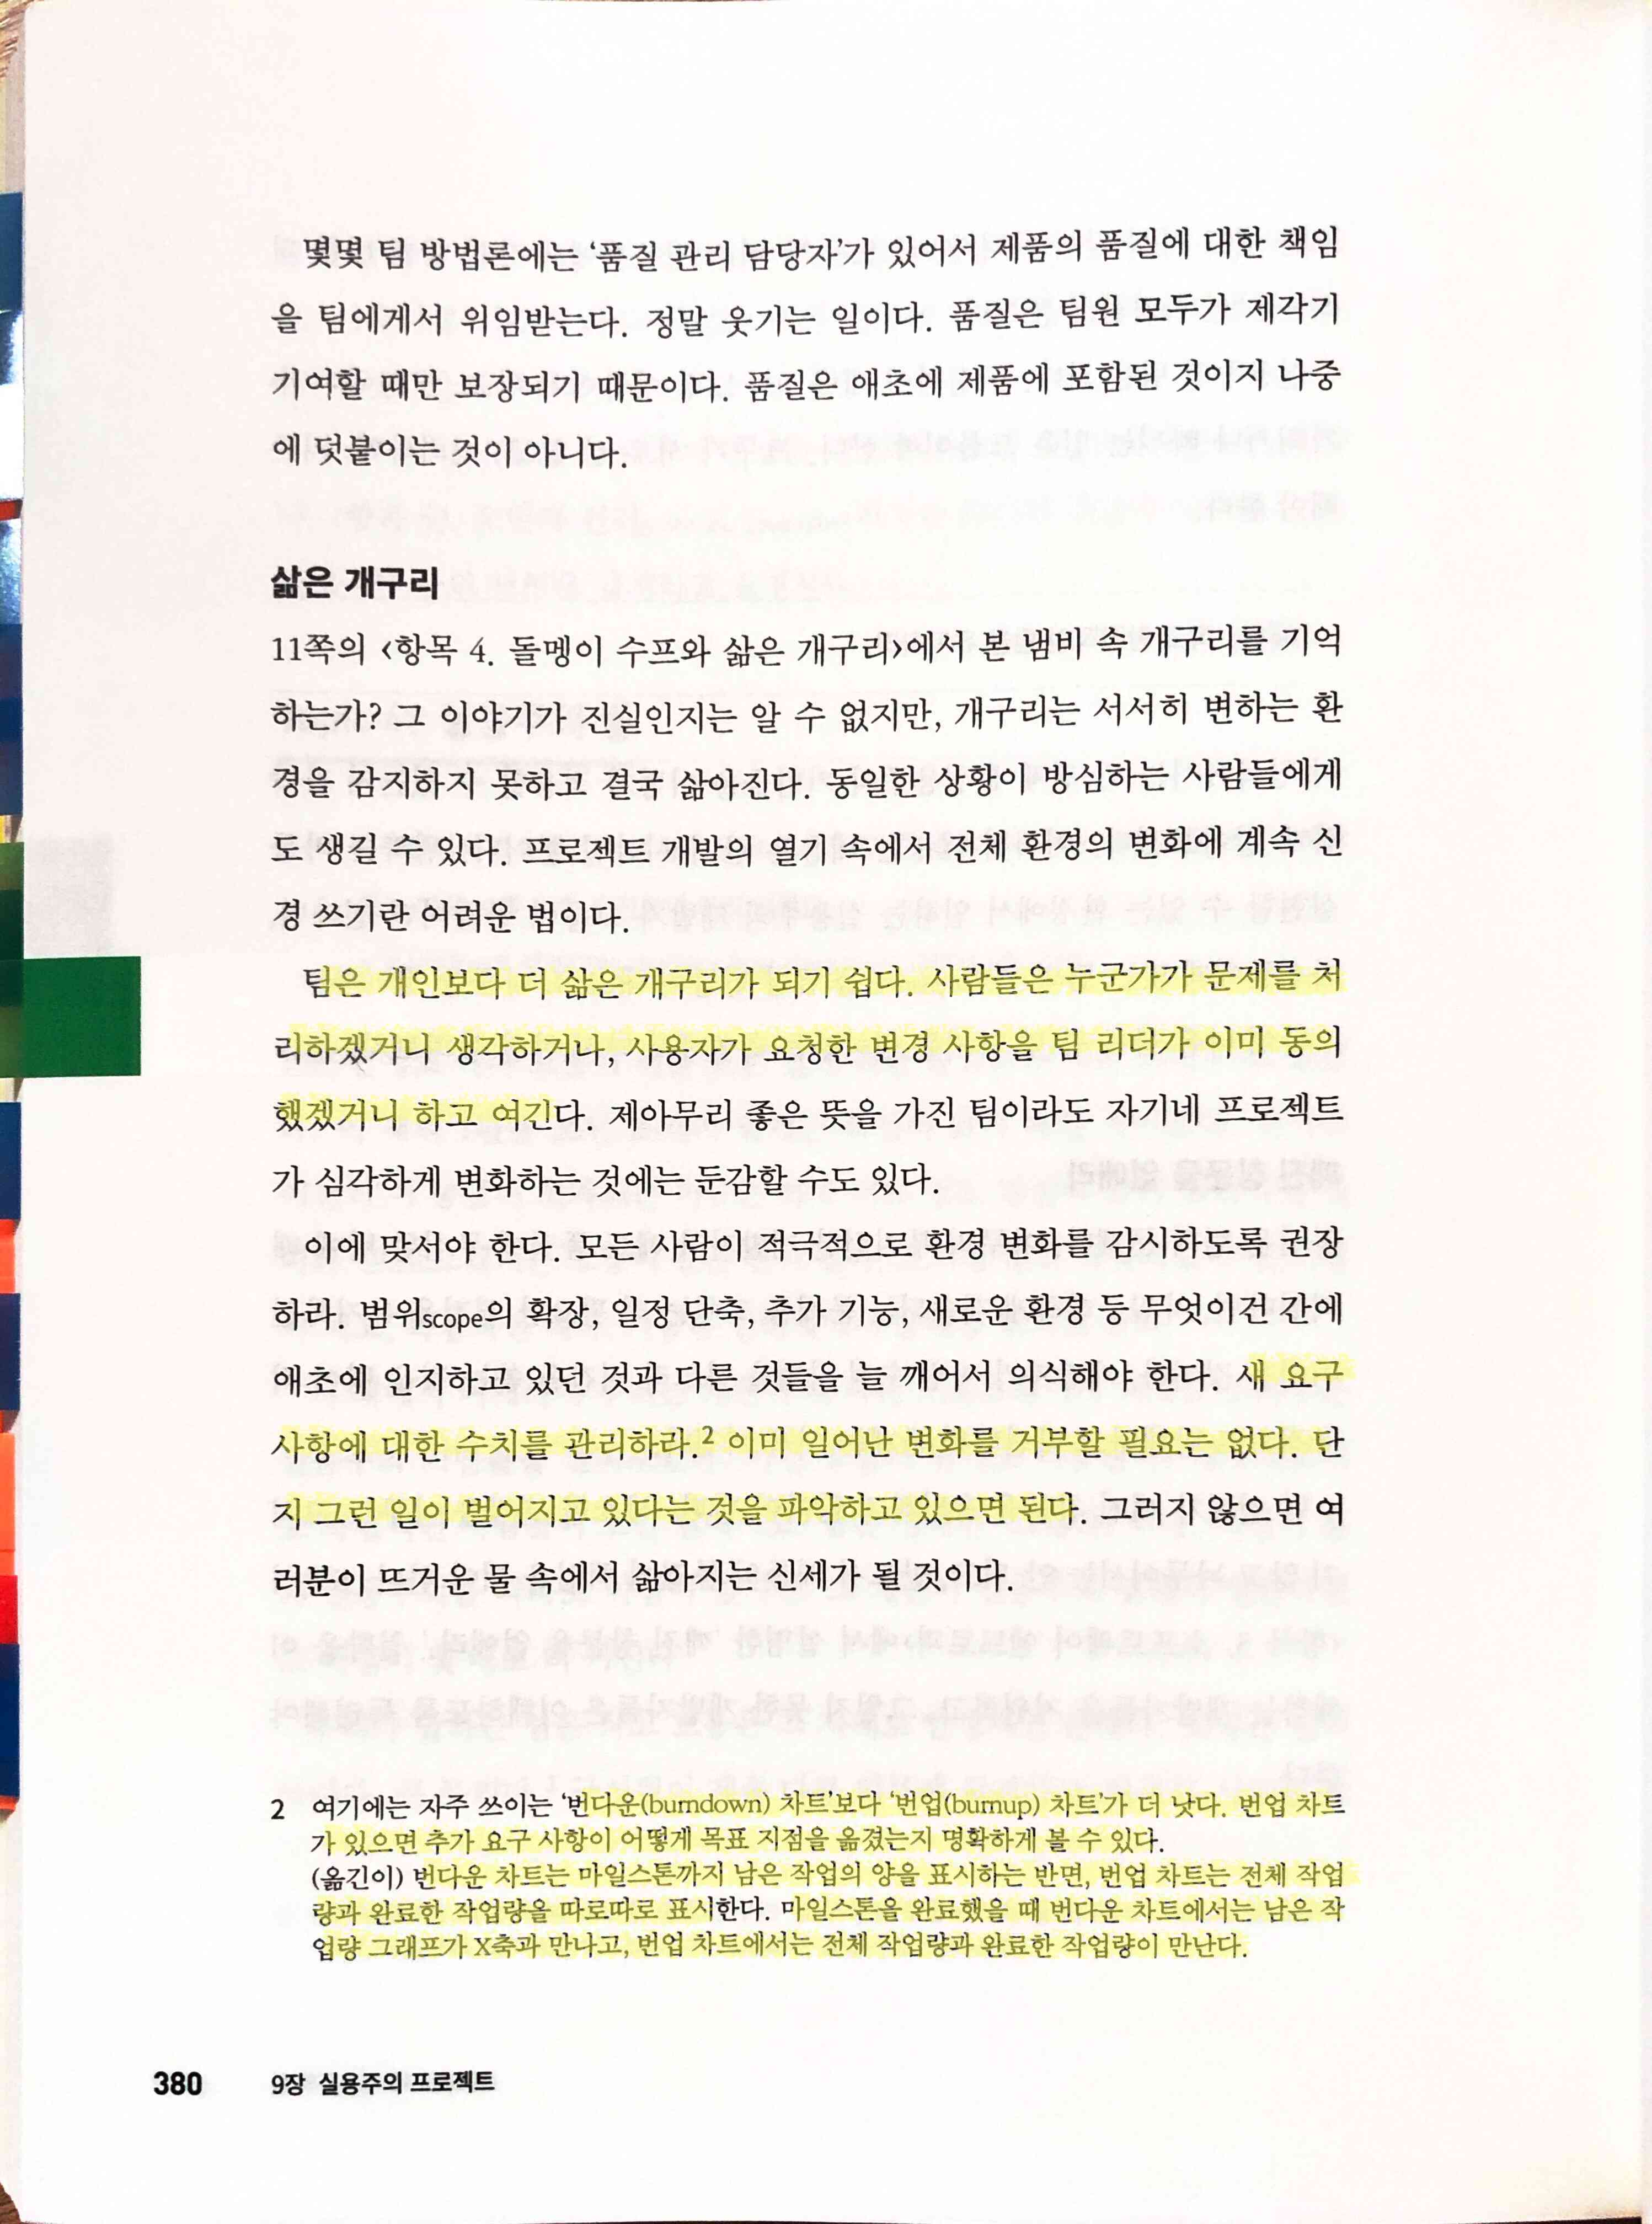 몇몇 팀 방법론에는 ‘품질 관리 담당자’가 있어서 제품의 품질에 대한 책임
을 팀에게서 위임받는다. 정말 웃기는 일이다. 품질은 팀원 모두가 제각기
기여할 때만 보장되기 때문이다. 품질은 애초에 제품에 포함된 것이지 나중
에 덧붙이는 것이 아니다.
삶은 개구리
11쪽의 <항목 4. 돌멩이 수프와 삶은 개구리>에서 본 냄비 속 개구리를 기억
하는가? 그 이야기가 진실인지는 알 수 없지만, 개구리는 서서히 변하는 환
경을 감지하지 못하고 결국 삶아진다. 동일한 상황이 방심하는 사람들에게
도 생길 수 있다. 프로젝트 개발의 열기 속에서 전체 환경의 변화에 계속 신
경 쓰기란 어려운 법이다.
팀은 개인보다 더 삶은 개구리가 되기 쉽다. 사람들은 누군가가 문제를 처
리하겠거니 생각하거나, 사용자가 요청한 변경 사항을 팀 리더가 이미 동의
했겠거니 하고 여긴다. 제아무리 좋은 뜻을 가진 팀이라도 자기네 프로젝트
가 심각하게 변화하는 것에는 둔감할 수도 있다.
이에 맞서야 한다. 모든 사람이 적극적으로 환경 변화를 감시하도록 권장
하라. 범위scope의 확장, 일정 단축, 추가 기능, 새로운 환경 등 무엇이건 간에
애초에 인지하고 있던 것과 다른 것들을 늘 깨어서 의식해야 한다. 새 요구
사항에 대한 수치를 관리하라.2 이미 일어난 변화를 거부할 필요는 없다. 단
지 그런 일이 벌어지고 있다는 것을 파악하고 있으면 된다. 그러지 않으면 여
러분이 뜨거운 물 속에서 삶아지는 신세가 될 것이다.
2 여기에는 자주 쓰이는 ‘번다운(burndown) 차트’보다 ‘번업(burnup) 차트’가 더 낫다. 번업 차트
가 있으면 추가 요구 사항이 어떻게 목표 지점을 옮겼는지 명확하게 볼 수 있다.
(옮긴이) 번다운 차트는 마일스톤까지 남은 작업의 양을 표시하는 반면, 번업 차트는 전체 작업
량과 완료한 작업량을 따로따로 표시한다. 마일스톤을 완료했을 때 번다운 차트에서는 남은 작
업량 그래프가 X축과 만나고, 번업 차트에서는 전체 작업량과 완료한 작업량이 만난다.
380 9장 실용주의 프로젝트